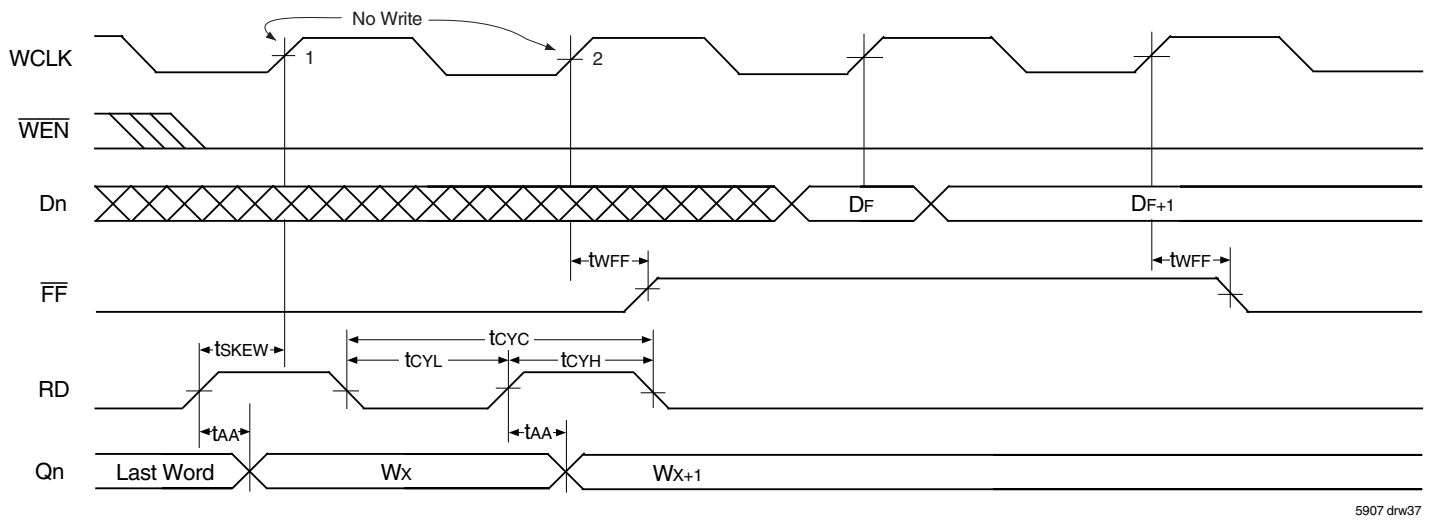 No Write
WCLK 1 2
WEN
Dn DF DF+1
tWFF tWFF
FF
tCYC
tSKEW tCYL tCYH
RD
tAA tAA
Qn Last Word WX WX+1
5907 drw37